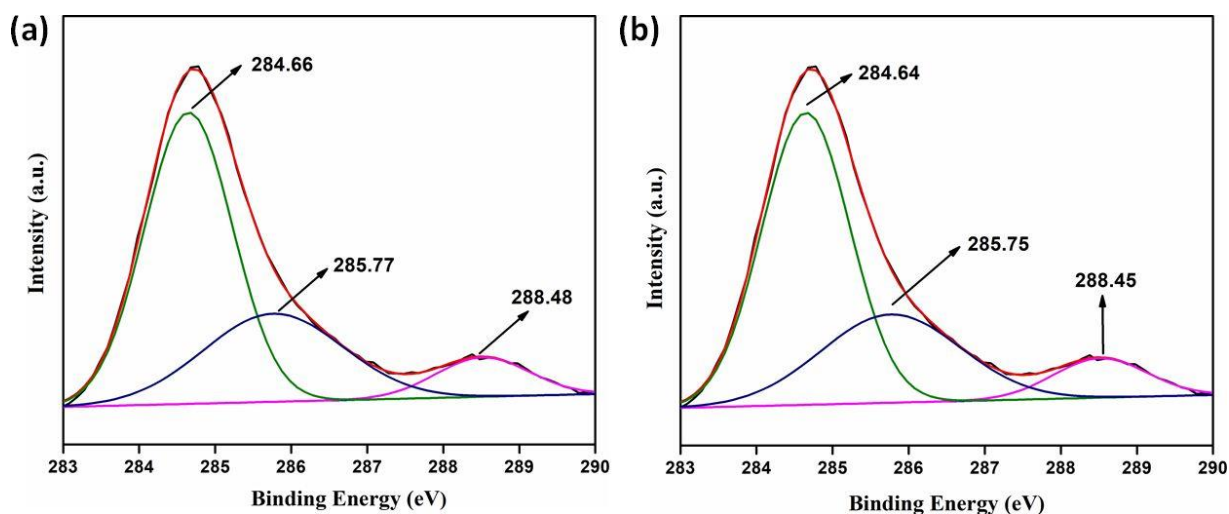 (a)
284.66
285.77
288.48
Intensity (a.u.)
283 284 285 286 287 288 289 290
Binding Energy (eV)
(b)
284.64
285.75
288.45
Intensity (a.u.)
283 284 285 286 287 288 289 290
Binding Energy (eV)